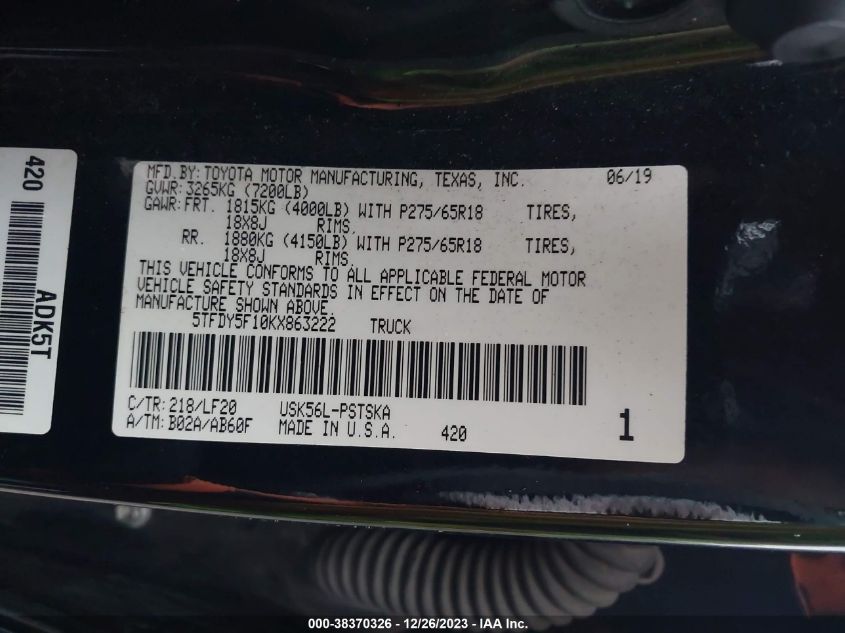 420
ADK5T
MFD.BY:TOYOTA MOTOR MANUFACTURING, TEXAS, INC. 06/19
GVWR:3265KG (7200LB)
GAWR:FRT. 1815KG (4000LB) WITH P275/65R18 TIRES,
18X8J RIMS.
RR. 1880KG (4150LB) WITH P275/65R18 TIRES,
18X8J RIMS.
THIS VEHICLE CONFORMS TO ALL APPLICABLE FEDERAL MOTOR
VEHICLE SAFETY STANDARDS IN EFFECT ON THE DATE OF
MANUFACTURE SHOWN ABOVE.
5TFDY5F10KX863222 TRUCK
C/TR:218/LF20 USK56L-PSTSKA
A/TM:B02A/AB60F MADE IN U.S.A. 420 1
000-38370326 - 12/26/2023 - IAA Inc.